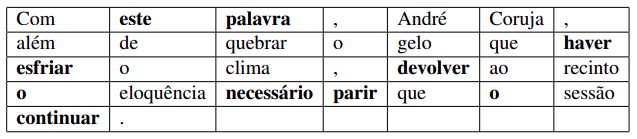 Com este palavra , André Coruja ,
além de quebrar o gelo que haver
esfriar o clima , devolver ao recinto
o eloquência necessário parir que o sessão
continuar .